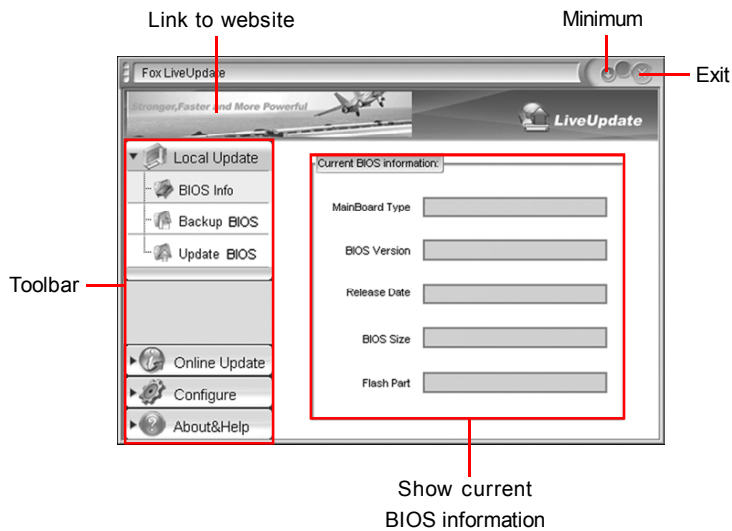 Link to website
Minimum
Exit
Fox LiveUpdate
Stronger,Faster and More Powerful
LiveUpdate
Local Update
BIOS Info
Backup BIOS
Update BIOS
Toolbar
Online Update
Configure
About&Help
Current BIOS information:
MainBoard Type
BIOS Version
Release Date
BIOS Size
Flash Part
Show current
BIOS information